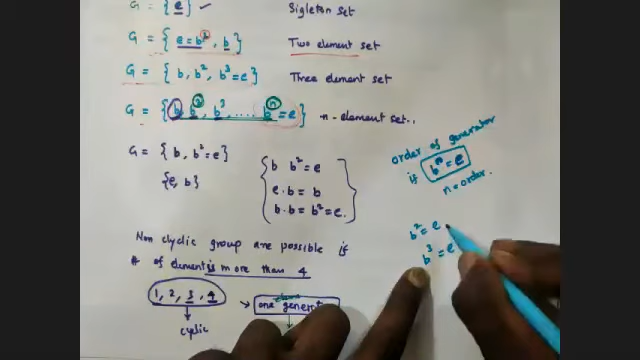 G = { e }
Sigleton set
G = { e = b², b }
Two element set
G = { b, b², b³ = e }
Three element set
G = { b, b², b³, ..... bⁿ = e }
n-element set.
G = { b, b² = e }
{e, b}
b b² = e
e · b = b
b · b = b² = e.
order of generator
is bⁿ = e
n = order.
b² = e
b³ = e
Non cyclic group are possible if
# of element is more than 4
1, 2, 3, 4
→ one generator
cyclic